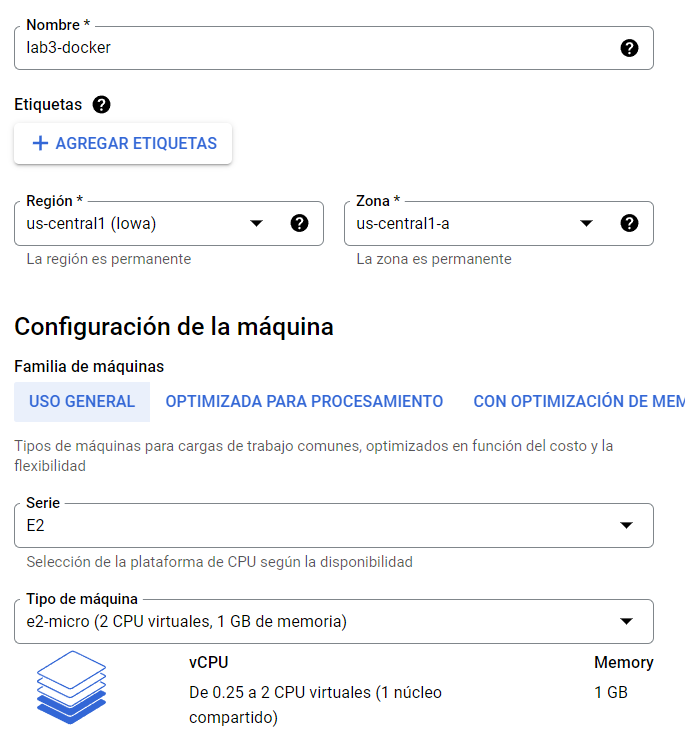 Nombre *
lab3-docker
Etiquetas
+ AGREGAR ETIQUETAS
Región *
us-central1 (Iowa)
La región es permanente
Zona *
us-central1-a
La zona es permanente
Configuración de la máquina
Familia de máquinas
USO GENERAL OPTIMIZADA PARA PROCESAMIENTO CON OPTIMIZACIÓN DE MEM
Tipos de máquinas para cargas de trabajo comunes, optimizados en función del costo y la
flexibilidad
Serie
E2
Selección de la plataforma de CPU según la disponibilidad
Tipo de máquina
e2-micro (2 CPU virtuales, 1 GB de memoria)
vCPU
De 0.25 a 2 CPU virtuales (1 núcleo
compartido)
Memory
1 GB